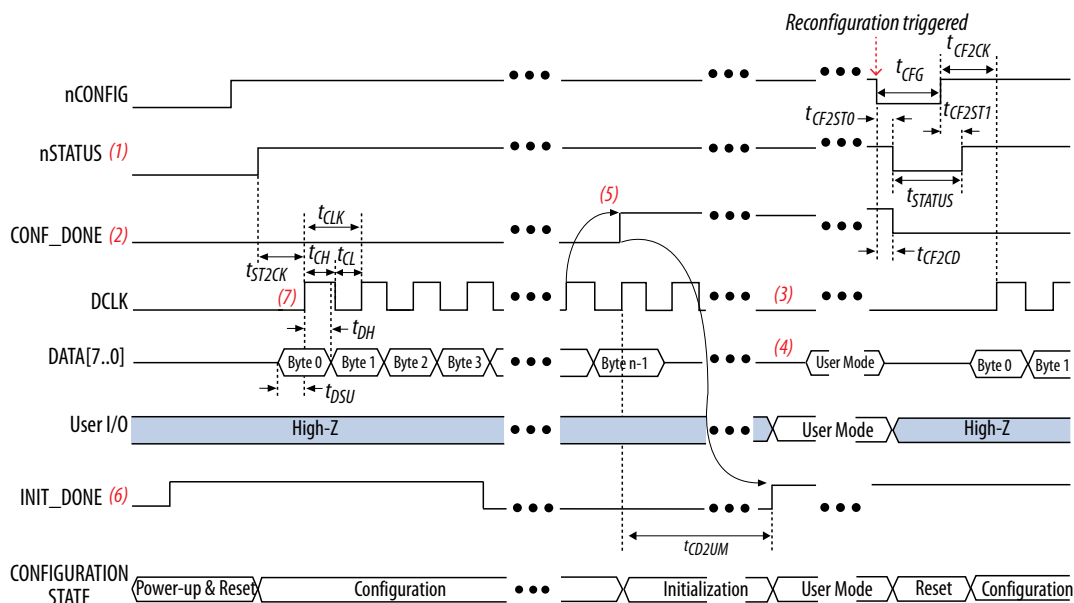 Reconfiguration triggered
nCONFIG
tCFG
tCF2CK
nSTATUS (1)
tCF2ST0
tCF2ST1
tSTATUS
CONF_DONE (2)
(5)
tCF2CD
tCLK
tST2CK
tCH
tCL
DCLK
(7)
(3)
tDH
DATA[7..0]
Byte 0
Byte 1
Byte 2
Byte 3
Byte n-1
(4)
User Mode
Byte 0
Byte 1
tDSU
User I/O
High-Z
User Mode
High-Z
INIT_DONE (6)
tCD2UM
CONFIGURATION
STATE
Power-up & Reset
Configuration
Initialization
User Mode
Reset
Configuration